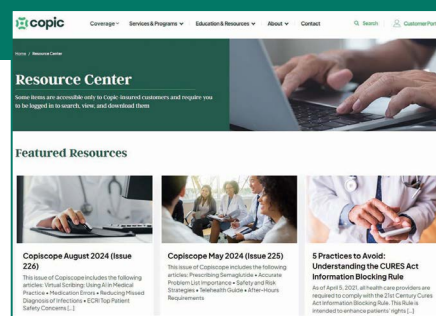 copic
Coverage
Services & Programs
Education & Resources
About
Contact
Search
Customer Port
Home / Resource Center
Resource Center
Some items are accessible only to Copic-insured customers and require you
to be logged in to search, view, and download them
Featured Resources
Copiscope August 2024 (Issue
226)
This issue of Copiscope includes the following
articles: Virtual Scribing: Using AI in Medical
Practice • Medication Errors • Reducing Missed
Diagnosis of Infections • ECRI Top Patient
Safety Concerns [...]
Copiscope May 2024 (Issue 225)
This issue of Copiscope includes the following
articles: Prescribing Semaglutide • Accurate
Problem List Importance • Safety and Risk
Strategies • Telehealth Guide • After-Hours
Requirements
5 Practices to Avoid:
Understanding the CURES Act
Information Blocking Rule
As of April 5, 2021, all health care providers are
required to comply with the 21st Century Cures
Act Information Blocking Rule. This Rule is
intended to enhance patients' rights [...]